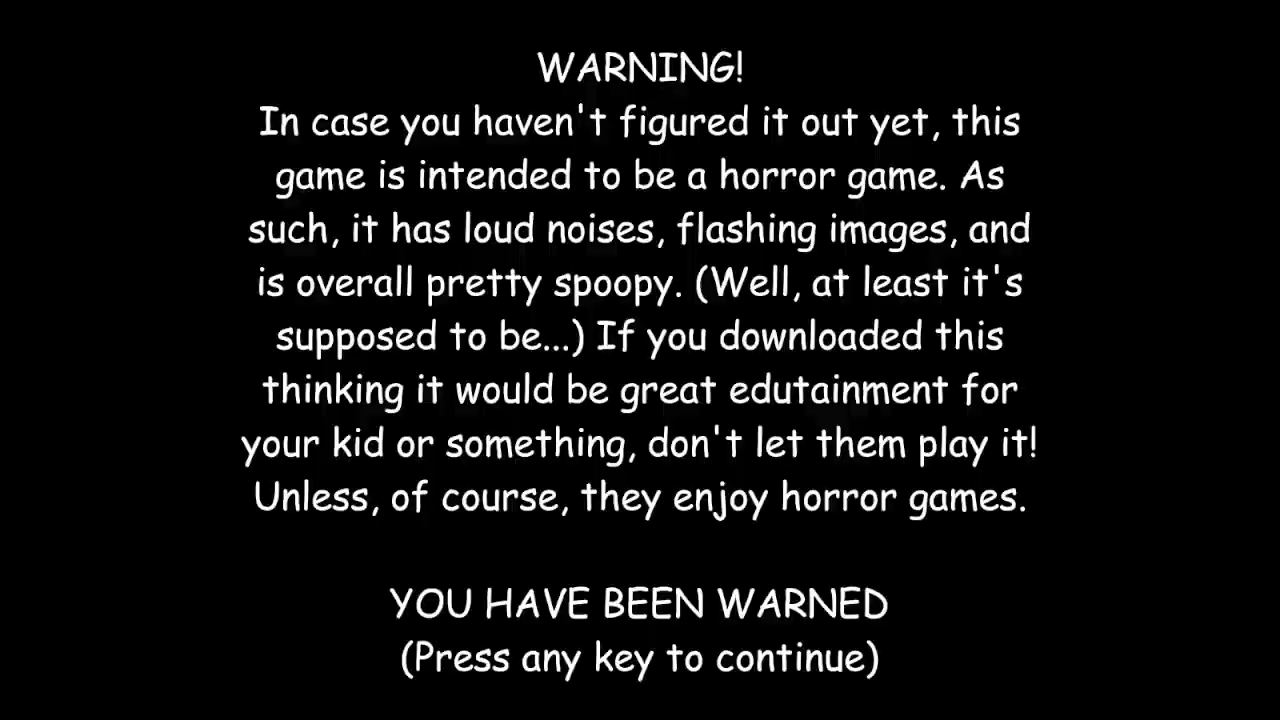 WARNING!
In case you haven't figured it out yet, this
game is intended to be a horror game. As
such, it has loud noises, flashing images, and
is overall pretty spoopy. (Well, at least it's
supposed to be...) If you downloaded this
thinking it would be great edutainment for
your kid or something, don't let them play it!
Unless, of course, they enjoy horror games.
YOU HAVE BEEN WARNED
(Press any key to continue)